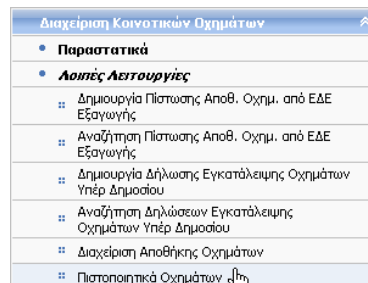 Διαχείριση Κοινοτικών Οχημάτων
Παραστατικά
Λοιπές Λειτουργίες
Δημιουργία Πίστωσης Αποθ. Οχημ. από ΕΔΕ
Εξαγωγής
Αναζήτηση Πίστωσης Αποθ. Οχημ. από ΕΔΕ
Εξαγωγής
Δημιουργία Δήλωσης Εγκατάλειψης Οχημάτων
Υπέρ Δημοσίου
Αναζήτηση Δηλώσεων Εγκατάλειψης
Οχημάτων Υπέρ Δημοσίου
Διαχείριση Αποθήκης Οχημάτων
Πιστοποιητικά Οχημάτων